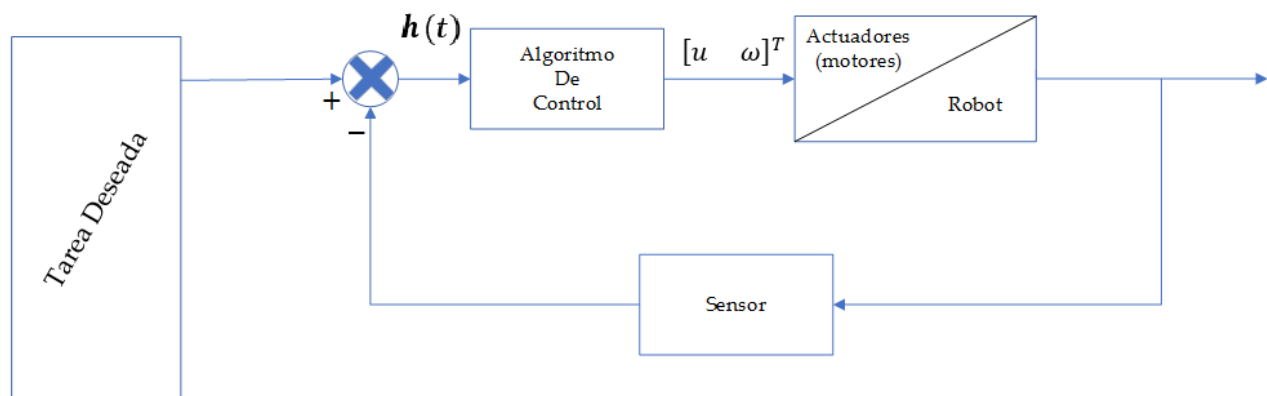 Tarea Deseada
+
−
h(t)
Algoritmo
De
Control
[u ω]ᵀ
Actuadores
(motores)
Robot
Sensor